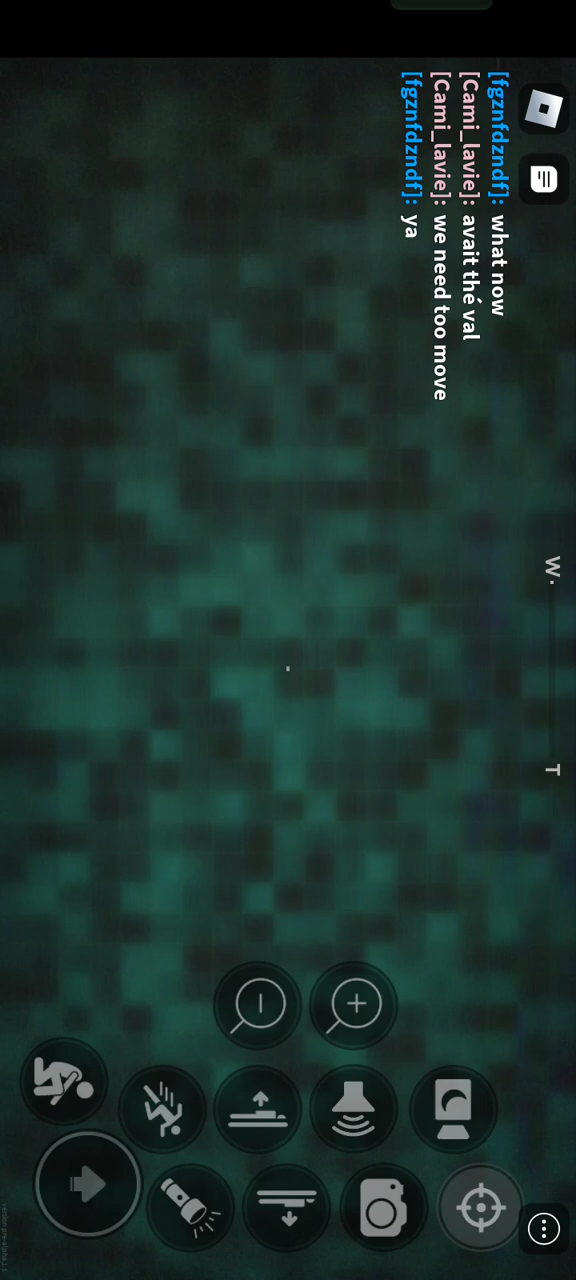 [fgznfdzndf]: what now
[Cami_lavie]: avait thé val
[Cami_lavie]: we need too move
[fgznfdzndf]: ya
W. T